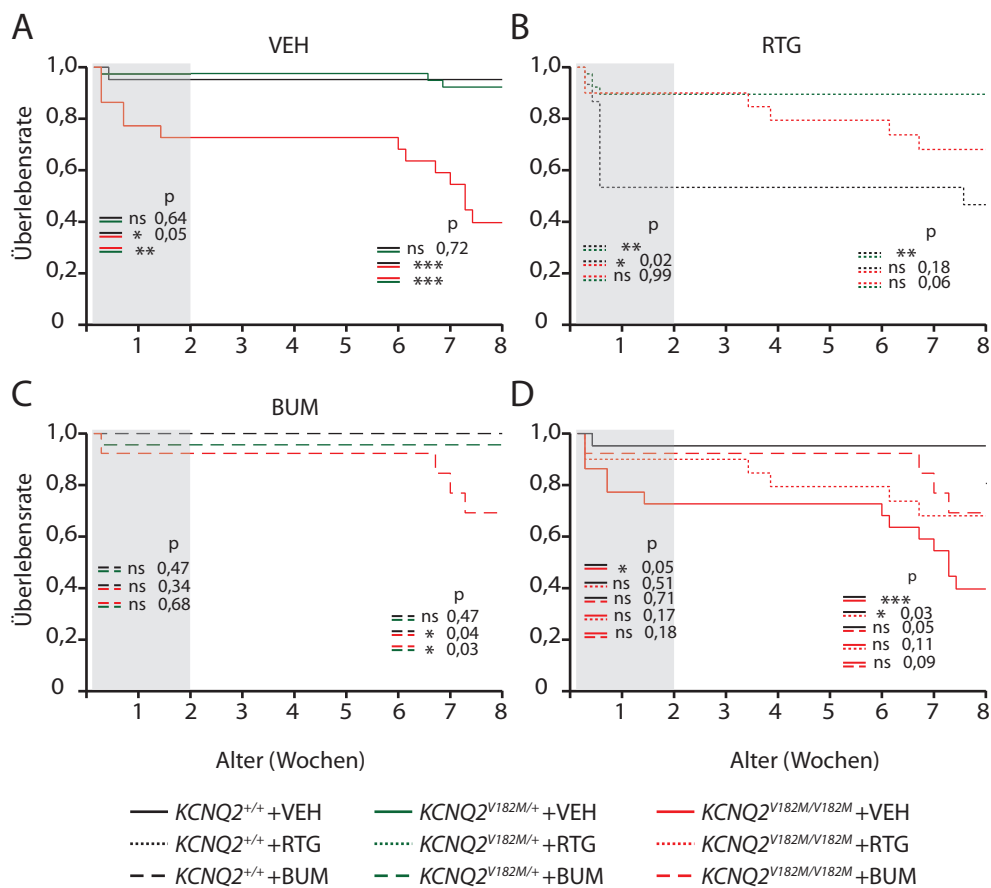 A
VEH
Überlebensrate
1,0
0,8
0,6
0,4
0,2
0
p
ns 0,64
* 0,05
**
p
ns 0,72
***
***
1 2 3 4 5 6 7 8
B
RTG
1,0
0,8
0,6
0,4
0,2
0
p
**
* 0,02
ns 0,99
p
**
ns 0,18
ns 0,06
1 2 3 4 5 6 7 8
C
BUM
Überlebensrate
1,0
0,8
0,6
0,4
0,2
0
p
ns 0,47
ns 0,34
ns 0,68
p
ns 0,47
* 0,04
* 0,03
1 2 3 4 5 6 7 8
Alter (Wochen)
D
1,0
0,8
0,6
0,4
0,2
0
p
* 0,05
ns 0,51
ns 0,71
ns 0,17
ns 0,18
p
***
* 0,03
ns 0,05
ns 0,11
ns 0,09
1 2 3 4 5 6 7 8
Alter (Wochen)
KCNQ2+/+ +VEH
KCNQ2V182M/+ +VEH
KCNQ2V182M/V182M +VEH
KCNQ2+/+ +RTG
KCNQ2V182M/+ +RTG
KCNQ2V182M/V182M +RTG
KCNQ2+/+ +BUM
KCNQ2V182M/+ +BUM
KCNQ2V182M/V182M +BUM